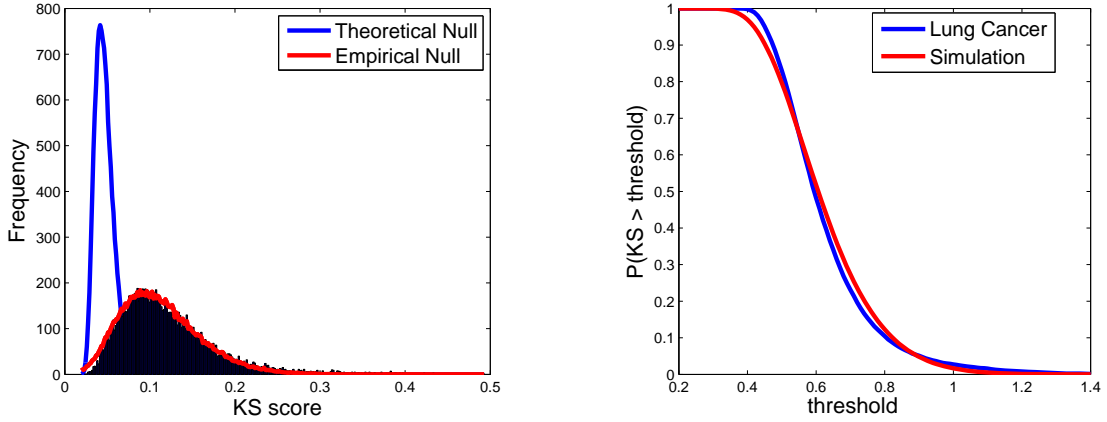 800
700
600
500
400
300
200
100
0
Frequency
0 0.1 0.2 0.3 0.4 0.5
KS score
Theoretical Null
Empirical Null
1
0.9
0.8
0.7
0.6
0.5
0.4
0.3
0.2
0.1
0
P(KS > threshold)
0.2 0.4 0.6 0.8 1 1.2 1.4
threshold
Lung Cancer
Simulation